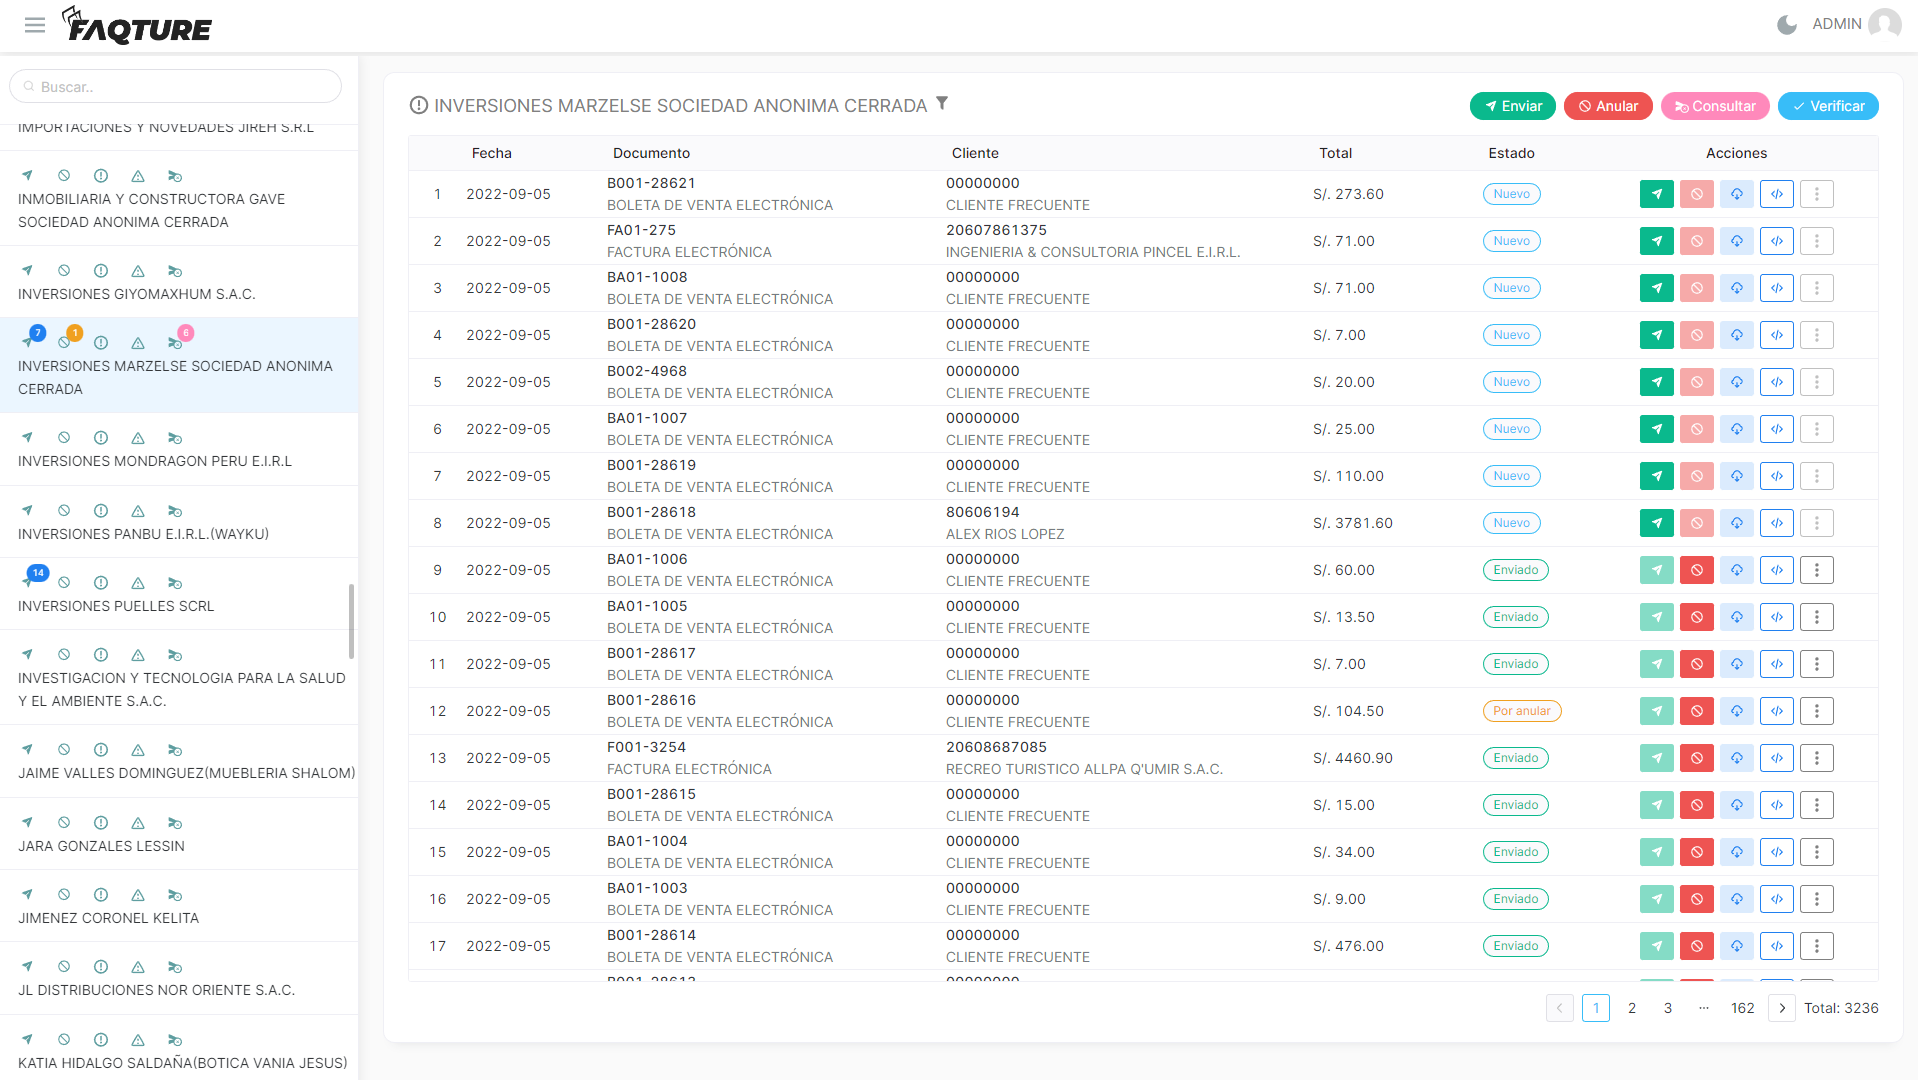 FAQTURE
ADMIN
Buscar..
IMPORTACIONES Y NOVEDADES JIREH S.R.L
INMOBILIARIA Y CONSTRUCTORA GAVE
SOCIEDAD ANONIMA CERRADA
INVERSIONES GIYOMAXHUM S.A.C.
7 1 6
INVERSIONES MARZELSE SOCIEDAD ANONIMA
CERRADA
INVERSIONES MONDRAGON PERU E.I.R.L
INVERSIONES PANBU E.I.R.L.(WAYKU)
14
INVERSIONES PUELLES SCRL
INVESTIGACION Y TECNOLOGIA PARA LA SALUD
Y EL AMBIENTE S.A.C.
JAIME VALLES DOMINGUEZ(MUEBLERIA SHALOM)
JARA GONZALES LESSIN
JIMENEZ CORONEL KELITA
JL DISTRIBUCIONES NOR ORIENTE S.A.C.
KATIA HIDALGO SALDAÑA(BOTICA VANIA JESUS)
INVERSIONES MARZELSE SOCIEDAD ANONIMA CERRADA
Enviar Anular Consultar Verificar
Fecha Documento Cliente Total Estado Acciones
1 2022-09-05 B001-28621 00000000 S/. 273.60 Nuevo
BOLETA DE VENTA ELECTRÓNICA CLIENTE FRECUENTE
2 2022-09-05 FA01-275 20607861375 S/. 71.00 Nuevo
FACTURA ELECTRÓNICA INGENIERIA & CONSULTORIA PINCEL E.I.R.L.
3 2022-09-05 BA01-1008 00000000 S/. 71.00 Nuevo
BOLETA DE VENTA ELECTRÓNICA CLIENTE FRECUENTE
4 2022-09-05 B001-28620 00000000 S/. 7.00 Nuevo
BOLETA DE VENTA ELECTRÓNICA CLIENTE FRECUENTE
5 2022-09-05 B002-4968 00000000 S/. 20.00 Nuevo
BOLETA DE VENTA ELECTRÓNICA CLIENTE FRECUENTE
6 2022-09-05 BA01-1007 00000000 S/. 25.00 Nuevo
BOLETA DE VENTA ELECTRÓNICA CLIENTE FRECUENTE
7 2022-09-05 B001-28619 00000000 S/. 110.00 Nuevo
BOLETA DE VENTA ELECTRÓNICA CLIENTE FRECUENTE
8 2022-09-05 B001-28618 80606194 S/. 3781.60 Nuevo
BOLETA DE VENTA ELECTRÓNICA ALEX RIOS LOPEZ
9 2022-09-05 BA01-1006 00000000 S/. 60.00 Enviado
BOLETA DE VENTA ELECTRÓNICA CLIENTE FRECUENTE
10 2022-09-05 BA01-1005 00000000 S/. 13.50 Enviado
BOLETA DE VENTA ELECTRÓNICA CLIENTE FRECUENTE
11 2022-09-05 B001-28617 00000000 S/. 7.00 Enviado
BOLETA DE VENTA ELECTRÓNICA CLIENTE FRECUENTE
12 2022-09-05 B001-28616 00000000 S/. 104.50 Por anular
BOLETA DE VENTA ELECTRÓNICA CLIENTE FRECUENTE
13 2022-09-05 F001-3254 20608687085 S/. 4460.90 Enviado
FACTURA ELECTRÓNICA RECREO TURISTICO ALLPA Q'UMIR S.A.C.
14 2022-09-05 B001-28615 00000000 S/. 15.00 Enviado
BOLETA DE VENTA ELECTRÓNICA CLIENTE FRECUENTE
15 2022-09-05 BA01-1004 00000000 S/. 34.00 Enviado
BOLETA DE VENTA ELECTRÓNICA CLIENTE FRECUENTE
16 2022-09-05 BA01-1003 00000000 S/. 9.00 Enviado
BOLETA DE VENTA ELECTRÓNICA CLIENTE FRECUENTE
17 2022-09-05 B001-28614 00000000 S/. 476.00 Enviado
BOLETA DE VENTA ELECTRÓNICA CLIENTE FRECUENTE
B001-28613 00000000
1 2 3 ··· 162 Total: 3236